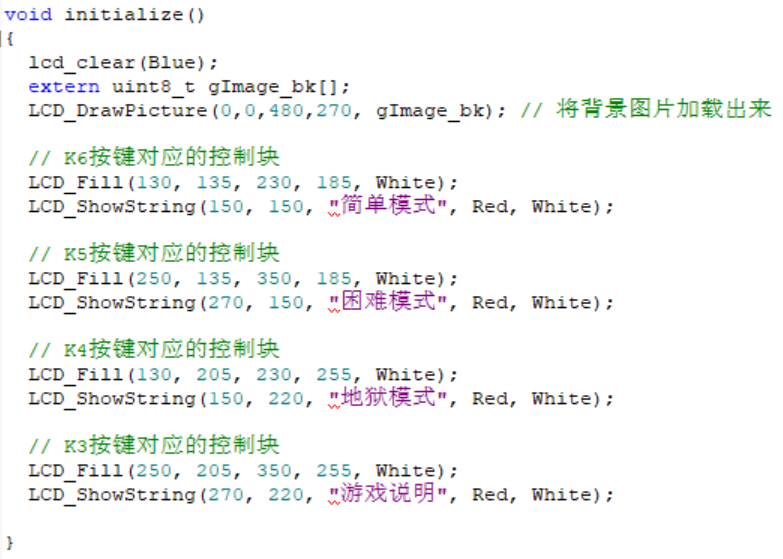 void initialize()
{
  lcd_clear(Blue);
  extern uint8_t gImage_bk[];
  LCD_DrawPicture(0,0,480,270, gImage_bk); // 将背景图片加载出来
  // K6按键对应的控制块
  LCD_Fill(130, 135, 230, 185, White);
  LCD_ShowString(150, 150, "简单模式", Red, White);
  // K5按键对应的控制块
  LCD_Fill(250, 135, 350, 185, White);
  LCD_ShowString(270, 150, "困难模式", Red, White);
  // K4按键对应的控制块
  LCD_Fill(130, 205, 230, 255, White);
  LCD_ShowString(150, 220, "地狱模式", Red, White);
  // K3按键对应的控制块
  LCD_Fill(250, 205, 350, 255, White);
  LCD_ShowString(270, 220, "游戏说明", Red, White);
}